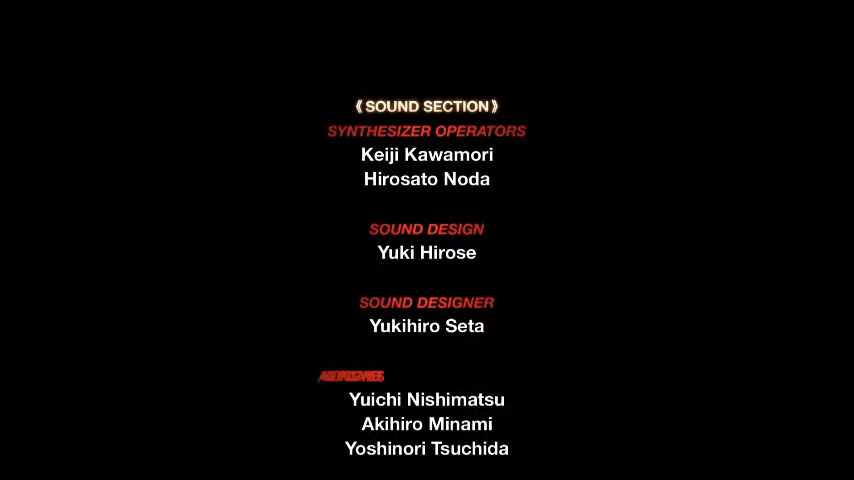 《SOUND SECTION》
SYNTHESIZER OPERATORS
Keiji Kawamori
Hirosato Noda
SOUND DESIGN
Yuki Hirose
SOUND DESIGNER
Yukihiro Seta
Yuichi Nishimatsu
Akihiro Minami
Yoshinori Tsuchida